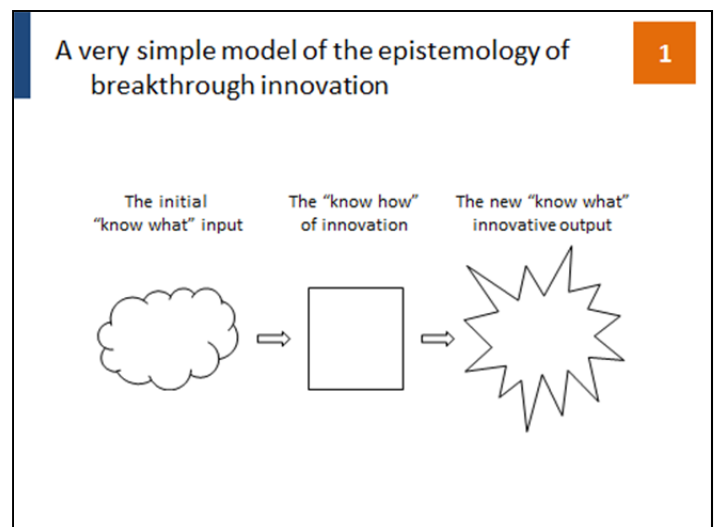 A very simple model of the epistemology of
breakthrough innovation
1
The initial
"know what" input
The "know how"
of innovation
The new "know what"
innovative output